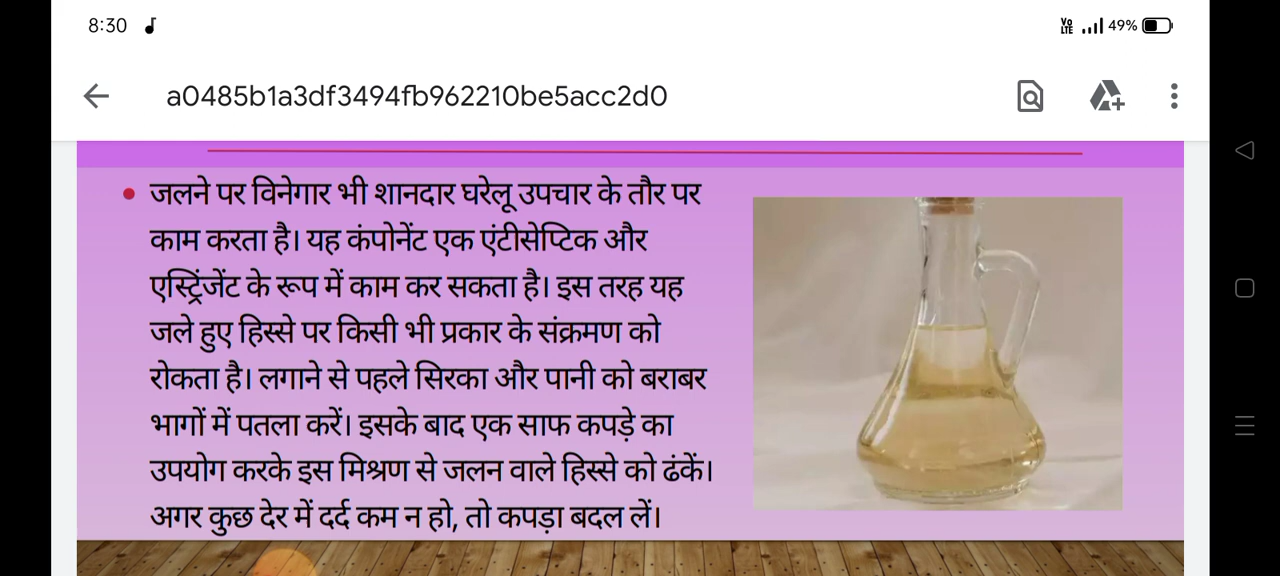 8:30
Vo LTE 49%
a0485b1a3df3494fb962210be5acc2d0
जलने पर विनेगार भी शानदार घरेलू उपचार के तौर पर
काम करता है। यह कंपोनेंट एक एंटीसेप्टिक और
एस्ट्रिंजेंट के रूप में काम कर सकता है। इस तरह यह
जले हुए हिस्से पर किसी भी प्रकार के संक्रमण को
रोकता है। लगाने से पहले सिरका और पानी को बराबर
भागों में पतला करें। इसके बाद एक साफ कपड़े का
उपयोग करके इस मिश्रण से जलन वाले हिस्से को ढंकें।
अगर कुछ देर में दर्द कम न हो, तो कपड़ा बदल लें।